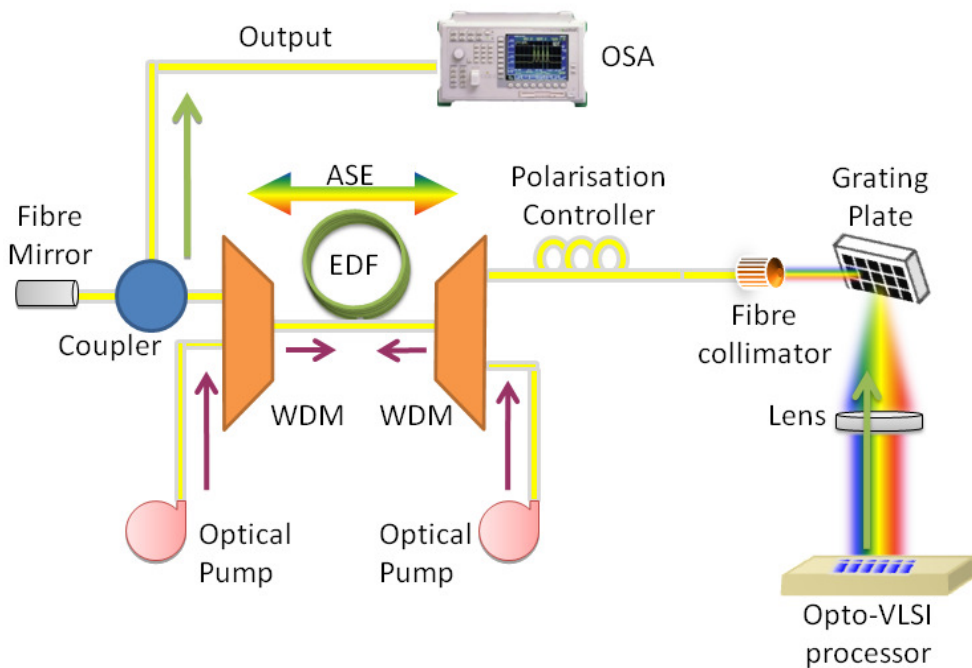 Output
OSA
ASE
Polarisation
Controller
Grating
Plate
Fibre
Mirror
EDF
Coupler
Fibre
collimator
WDM
WDM
Lens
Optical
Pump
Optical
Pump
Opto-VLSI
processor